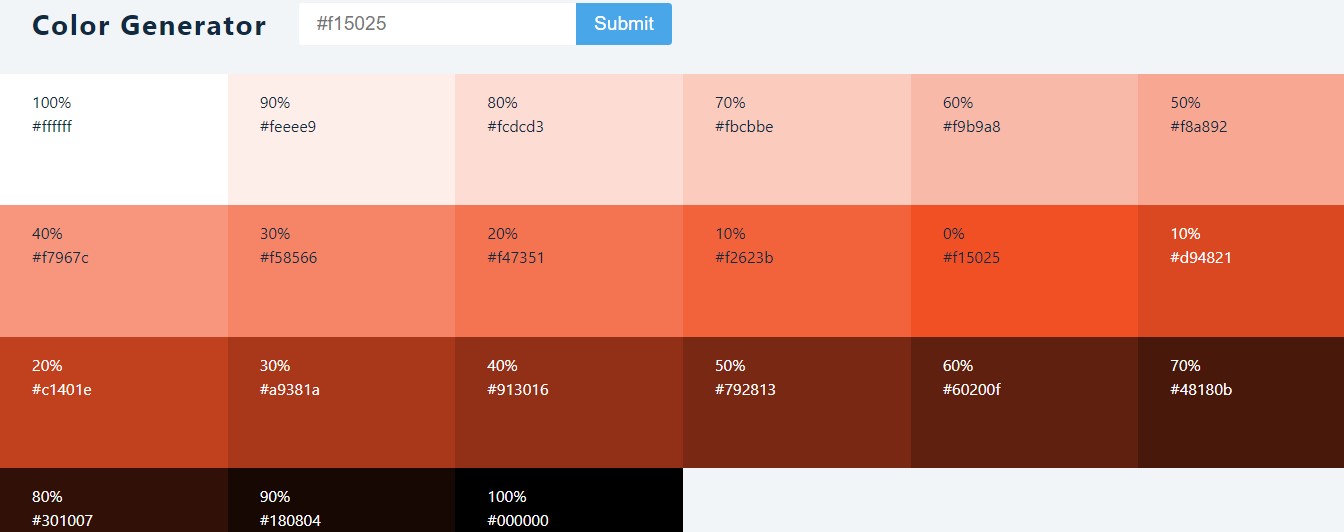 Color Generator
#f15025
Submit
100%
#ffffff
90%
#feeee9
80%
#fcdcd3
70%
#fbcbbe
60%
#f9b9a8
50%
#f8a892
40%
#f7967c
30%
#f58566
20%
#f47351
10%
#f2623b
0%
#f15025
10%
#d94821
20%
#c1401e
30%
#a9381a
40%
#913016
50%
#792813
60%
#60200f
70%
#48180b
80%
#301007
90%
#180804
100%
#000000